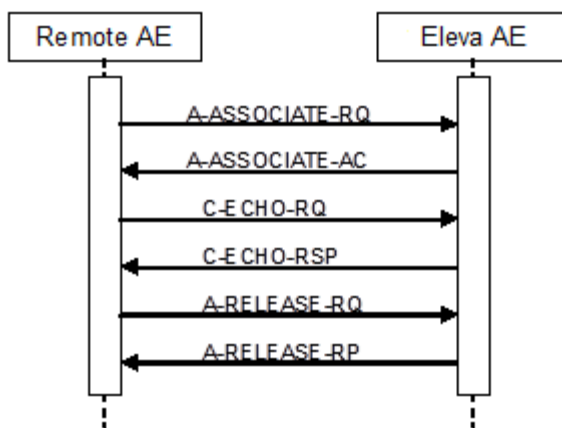 Remote AE
Eleva AE
A-ASSOCIATE-RQ
A-ASSOCIATE-AC
C-ECHO-RQ
C-ECHO-RSP
A-RELEASE-RQ
A-RELEASE-RP